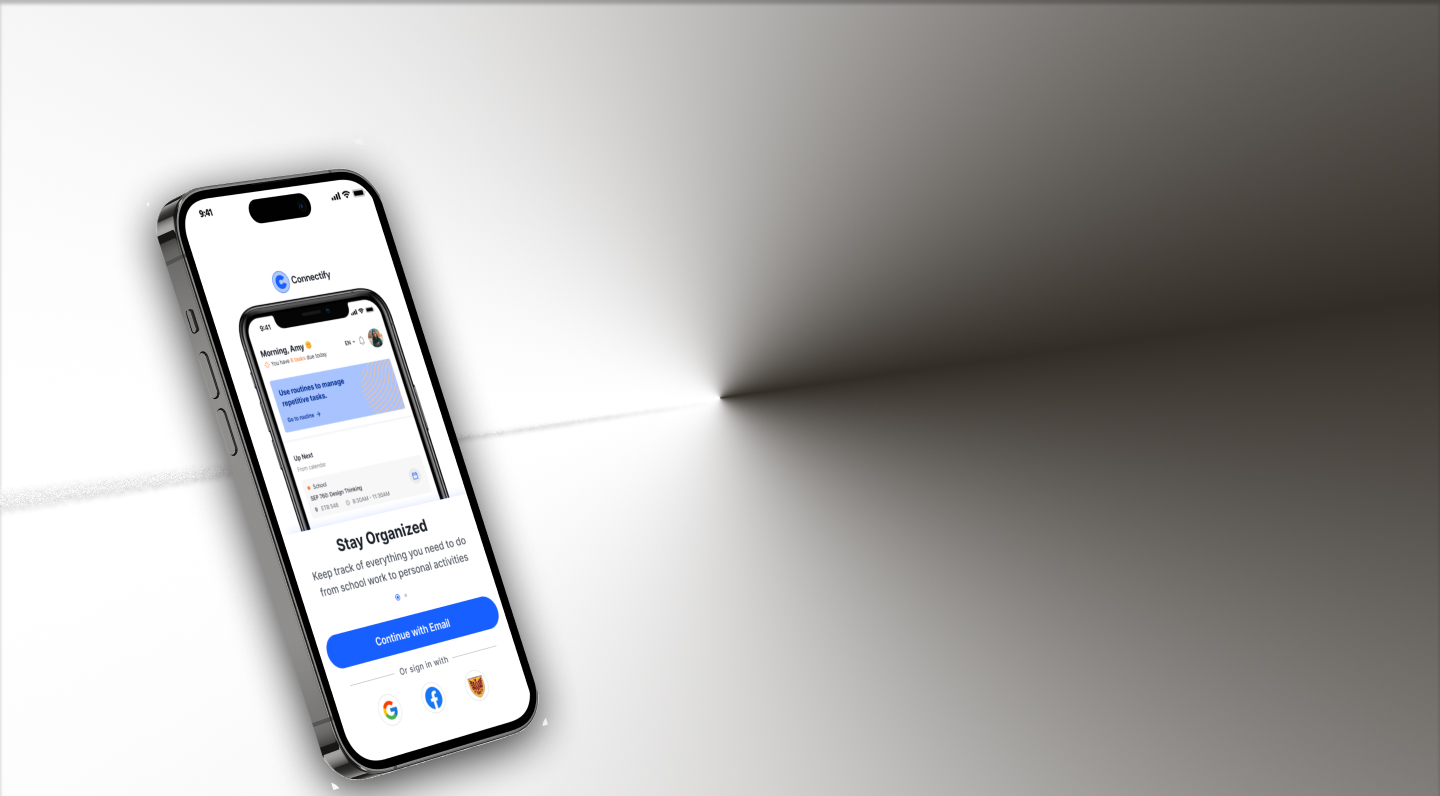 9:41
Connectify
9:41
Morning, Amy
EN
You have 6 tasks due today
Use routines to manage
repetitive tasks.
Go to routine →
Up Next
From calendar
School
SEP 760: Design Thinking
ETB 546 8:30AM - 11:30AM
Stay Organized
Keep track of everything you need to do
from school work to personal activities
Continue with Email
Or sign in with